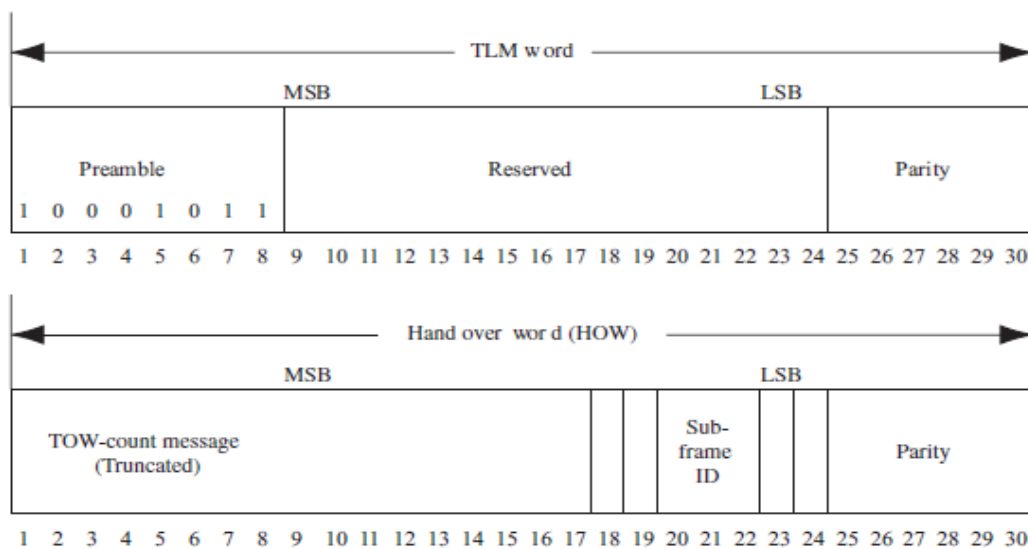 TLM word
MSB LSB
Preamble Reserved Parity
1 0 0 0 1 0 1 1
1 2 3 4 5 6 7 8 9 10 11 12 13 14 15 16 17 18 19 20 21 22 23 24 25 26 27 28 29 30
Hand over word (HOW)
MSB LSB
TOW-count message
(Truncated)
Sub-
frame
ID
Parity
1 2 3 4 5 6 7 8 9 10 11 12 13 14 15 16 17 18 19 20 21 22 23 24 25 26 27 28 29 30